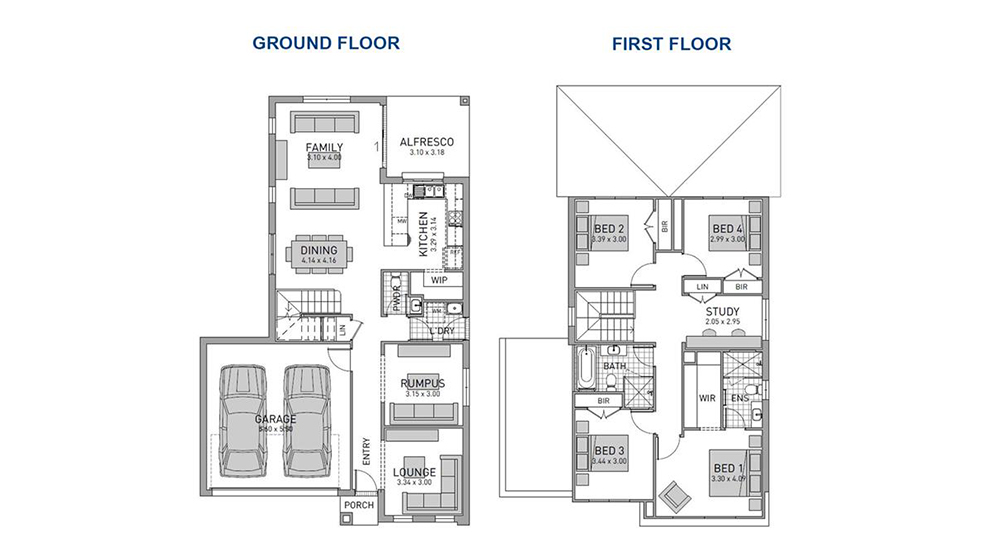 GROUND FLOOR
FIRST FLOOR
FAMILY
3.10 x 4.00
ALFRESCO
3.10 x 3.18
KITCHEN
3.29 x 3.14
MW
REF
DINING
4.14 x 4.16
WIP
PWDR
WM
L'DRY
LIN
RUMPUS
3.15 x 3.00
GARAGE
ENTRY
LOUNGE
3.34 x 3.00
PORCH
BED 2
3.39 x 3.00
BIR
BED 4
2.99 x 3.00
LIN
BIR
STUDY
2.05 x 2.95
BATH
BIR
WIR
ENS
BED 3
3.44 x 3.00
BED 1
3.30 x 4.09